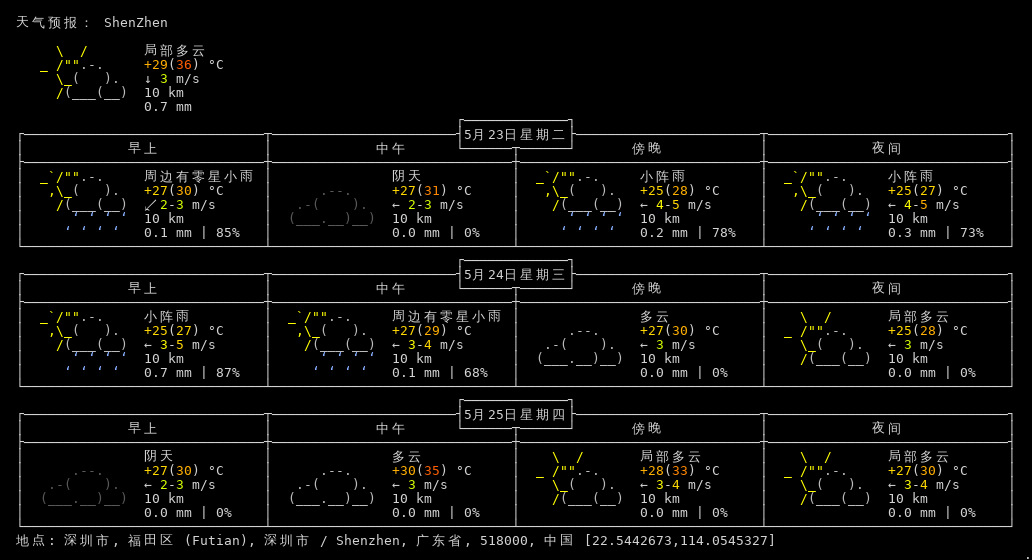 天气预报： ShenZhen
局部多云
+29(36) °C
↓ 3 m/s
10 km
0.7 mm
5月23日星期二
早上 中午 傍晚 夜间
周边有零星小雨 阴天 小阵雨 小阵雨
+27(30) °C +27(31) °C +25(28) °C +25(27) °C
↙ 2-3 m/s ← 2-3 m/s ← 4-5 m/s ← 4-5 m/s
10 km 10 km 10 km 10 km
0.1 mm | 85% 0.0 mm | 0% 0.2 mm | 78% 0.3 mm | 73%
5月24日星期三
早上 中午 傍晚 夜间
小阵雨 周边有零星小雨 多云 局部多云
+25(27) °C +27(29) °C +27(30) °C +25(28) °C
← 3-5 m/s ← 3-4 m/s ← 3 m/s ← 3 m/s
10 km 10 km 10 km 10 km
0.7 mm | 87% 0.1 mm | 68% 0.0 mm | 0% 0.0 mm | 0%
5月25日星期四
早上 中午 傍晚 夜间
阴天 多云 局部多云 局部多云
+27(30) °C +30(35) °C +28(33) °C +27(30) °C
← 2-3 m/s ← 3 m/s ← 3-4 m/s ← 3-4 m/s
10 km 10 km 10 km 10 km
0.0 mm | 0% 0.0 mm | 0% 0.0 mm | 0% 0.0 mm | 0%
地点: 深圳市, 福田区 (Futian), 深圳市 / Shenzhen, 广东省, 518000, 中国 [22.5442673,114.0545327]